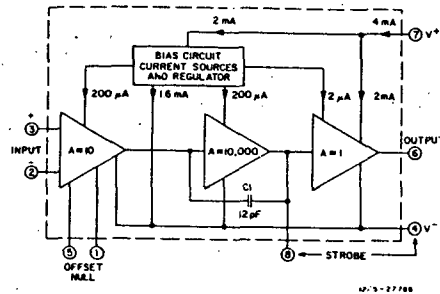 2 mA
4 mA
7 V+
BIAS CIRCUIT
CURRENT SOURCES
AND REGULATOR
200 μA
1.6 mA
200 μA
2 μA
2 mA
+
3
INPUT
-
2
A = 10
A = 10,000
A = 1
OUTPUT
6
C1
12 pF
5
1
OFFSET
NULL
8
STROBE
4 V-